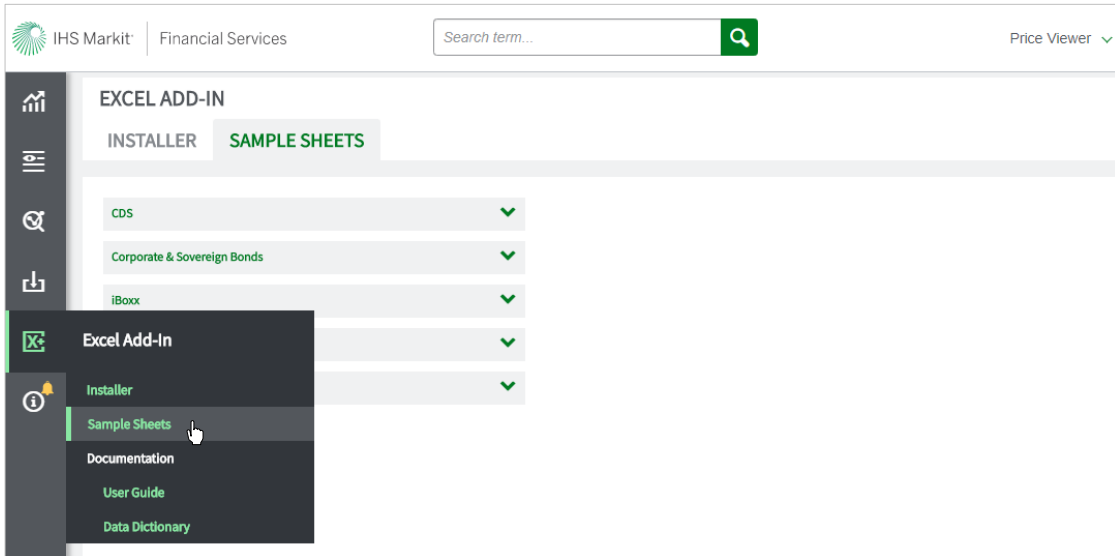 IHS Markit Financial Services
Search term...
Price Viewer
EXCEL ADD-IN
INSTALLER SAMPLE SHEETS
CDS
Corporate & Sovereign Bonds
iBoxx
Excel Add-In
Installer
Sample Sheets
Documentation
User Guide
Data Dictionary